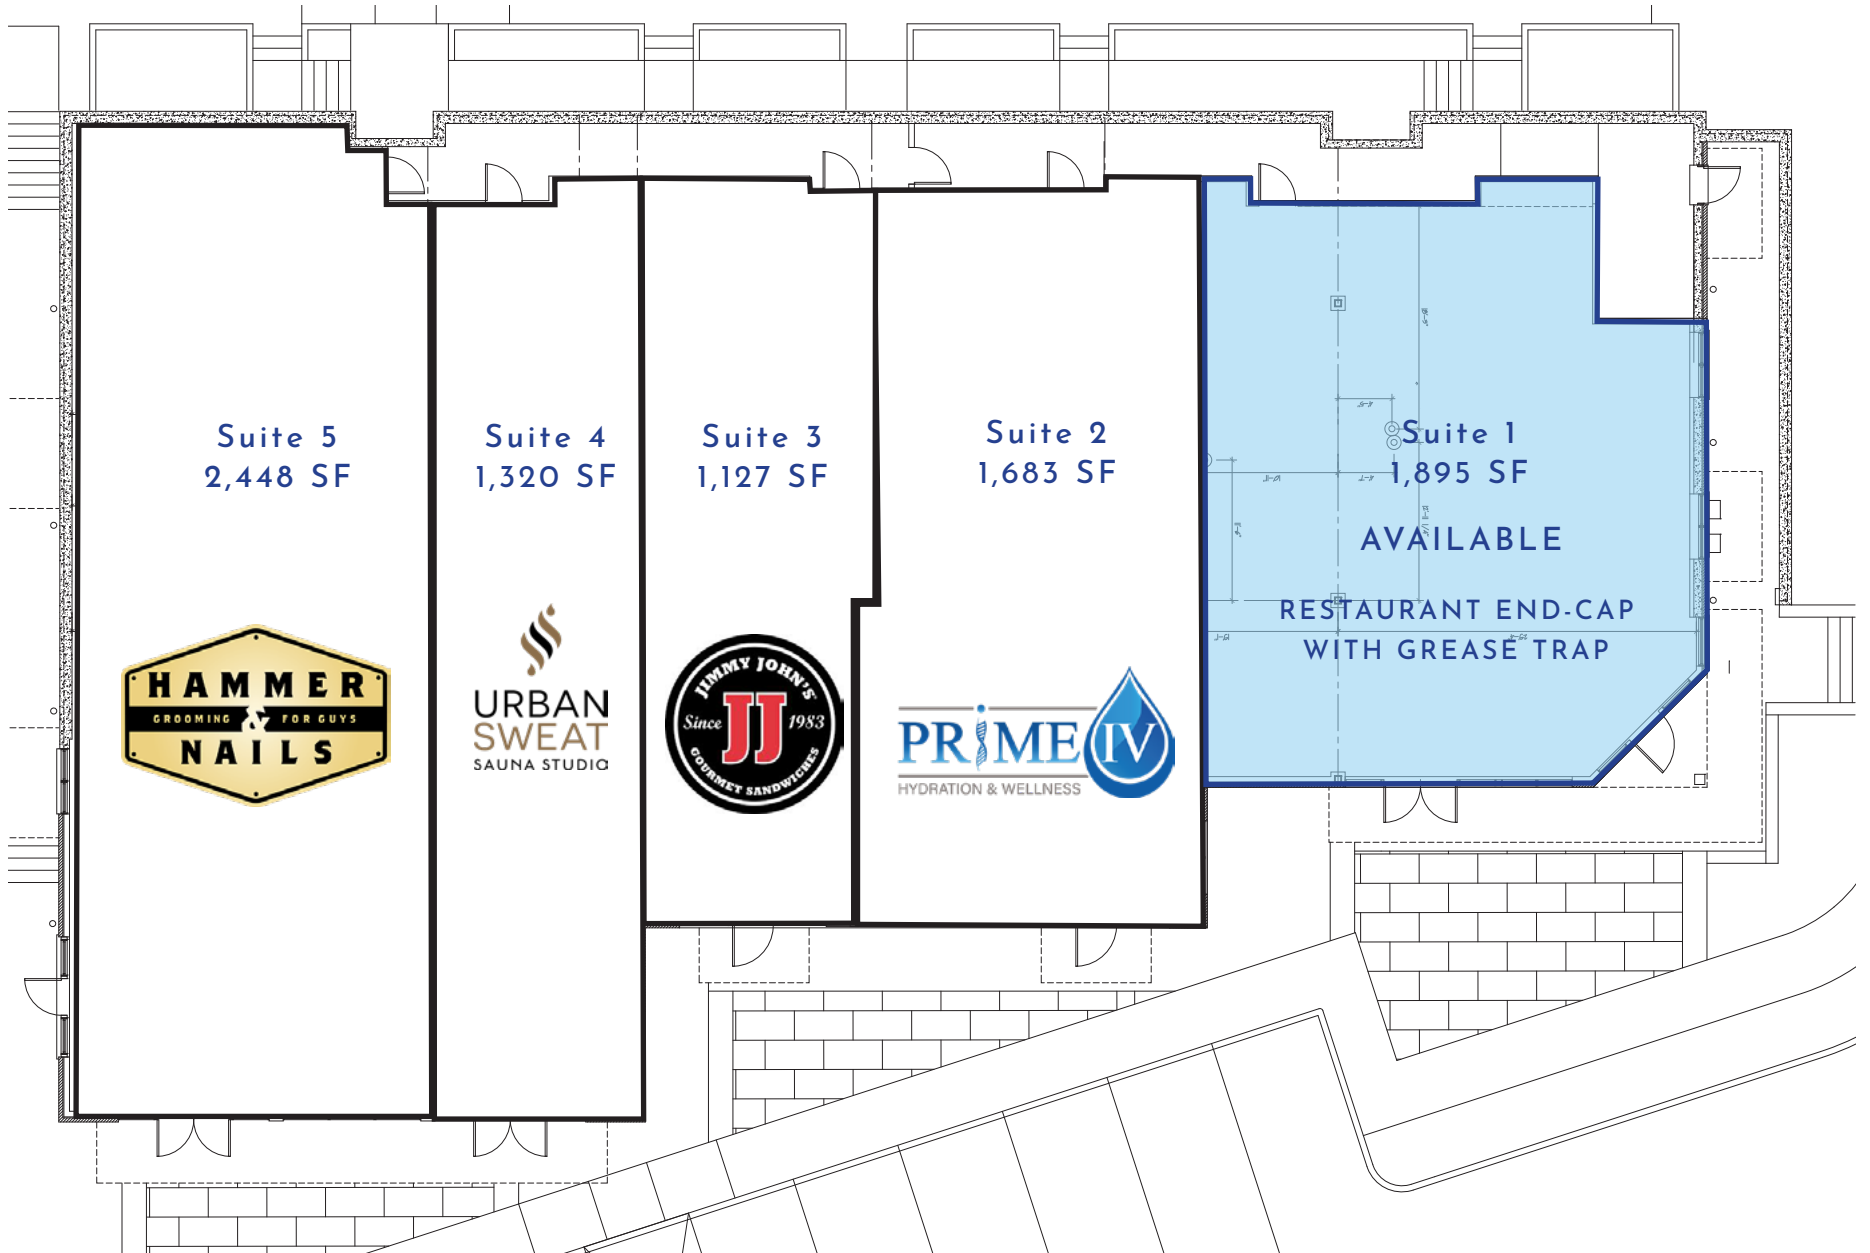 Suite 5
2,448 SF
HAMMER
GROOMING & FOR GUYS
NAILS
Suite 4
1,320 SF
URBAN
SWEAT
SAUNA STUDIO
Suite 3
1,127 SF
JIMMY JOHN'S
Since JJ 1983
GOURMET SANDWICHES
Suite 2
1,683 SF
PRIME IV
HYDRATION & WELLNESS
Suite 1
1,895 SF
AVAILABLE
RESTAURANT END-CAP
WITH GREASE TRAP